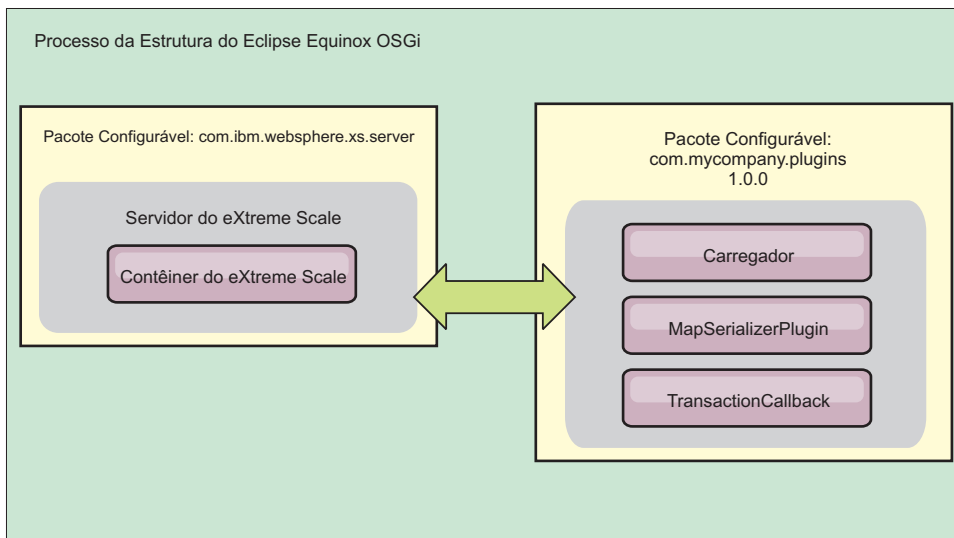 Processo da Estrutura do Eclipse Equinox OSGi
Pacote Configurável: com.ibm.websphere.xs.server
Servidor do eXtreme Scale
Contêiner do eXtreme Scale
Pacote Configurável:
com.mycompany.plugins
1.0.0
Carregador
MapSerializerPlugin
TransactionCallback